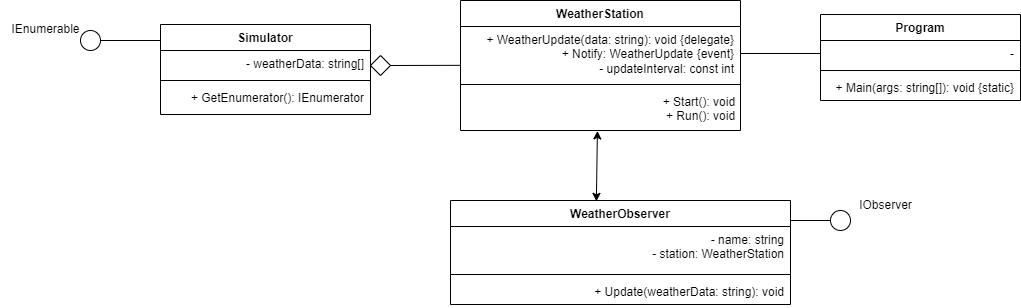 IEnumerable
Simulator
- weatherData: string[]
+ GetEnumerator(): IEnumerator
WeatherStation
+ WeatherUpdate(data: string): void {delegate}
+ Notify: WeatherUpdate {event}
- updateInterval: const int
+ Start(): void
+ Run(): void
Program
-
+ Main(args: string[]): void {static}
WeatherObserver
- name: string
- station: WeatherStation
+ Update(weatherData: string): void
IObserver